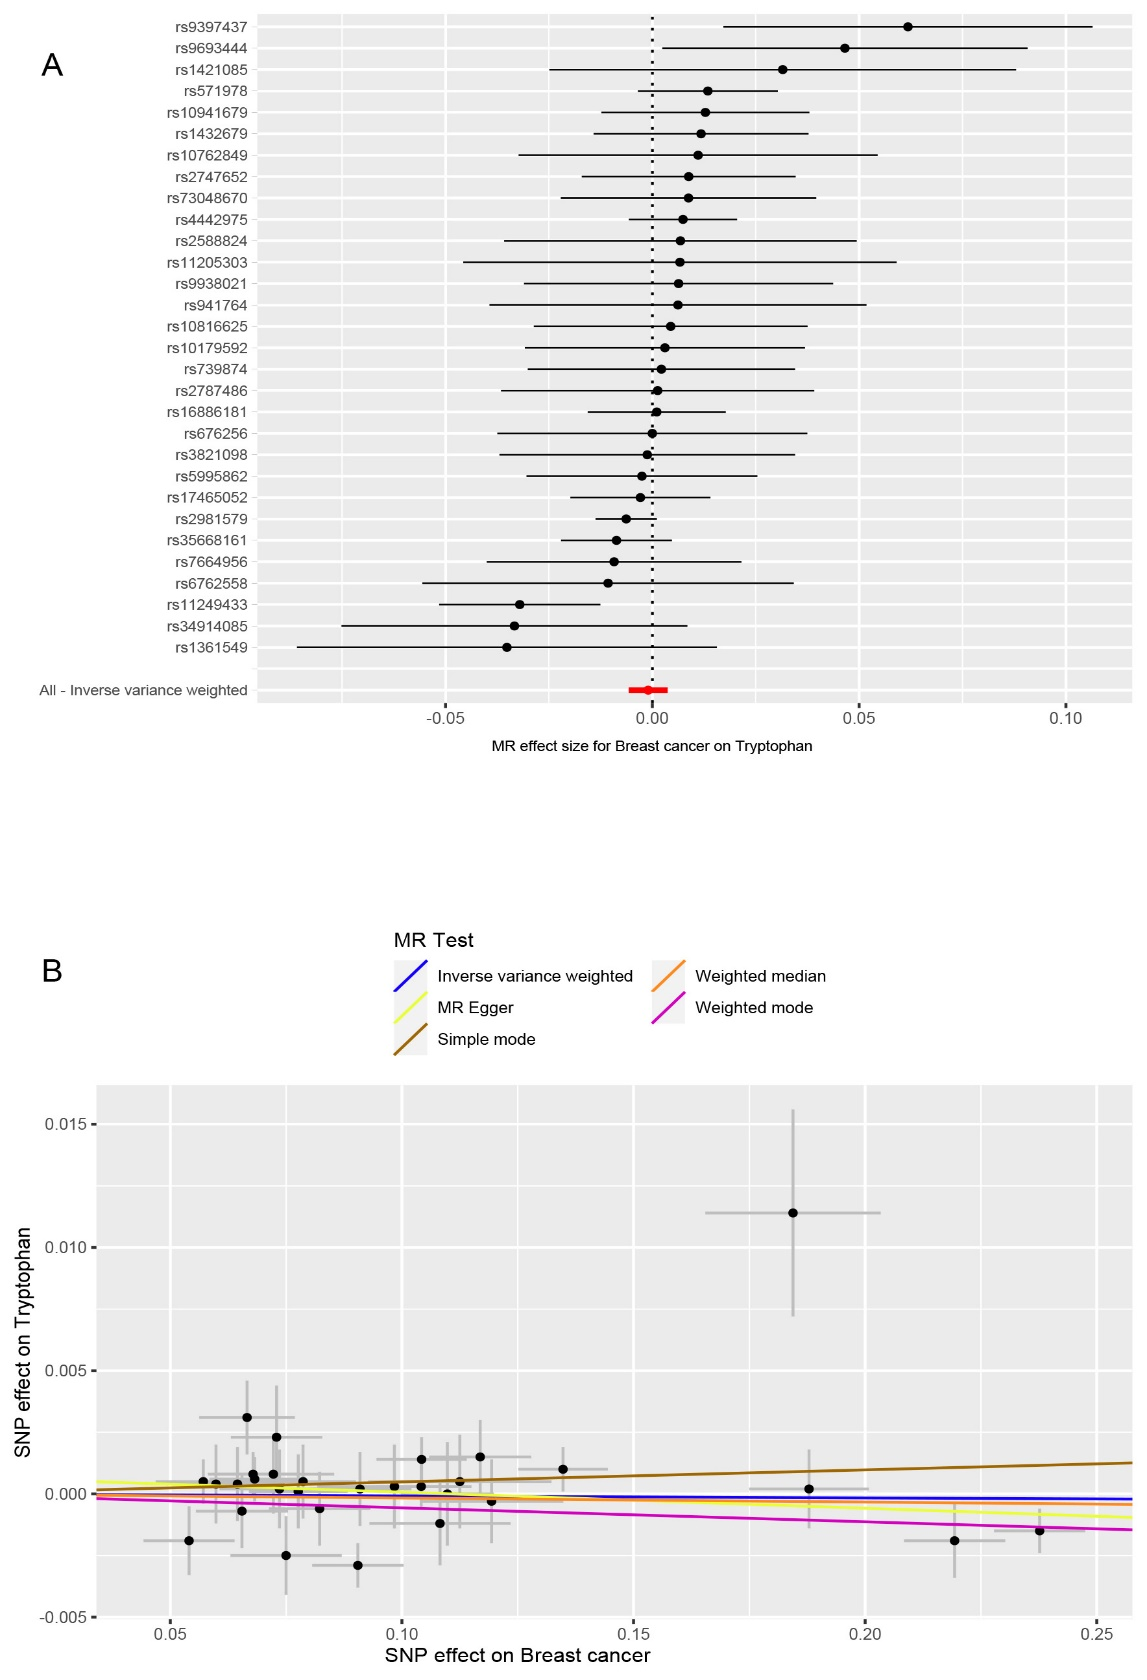 A
rs9397437
rs9693444
rs1421085
rs571978
rs10941679
rs1432679
rs10762849
rs2747652
rs73048670
rs4442975
rs2588824
rs11205303
rs9938021
rs941764
rs10816625
rs10179592
rs739874
rs2787486
rs16886181
rs676256
rs3821098
rs5995862
rs17465052
rs2981579
rs35668161
rs7664956
rs6762558
rs11249433
rs34914085
rs1361549
All - Inverse variance weighted
-0.05 0.00 0.05 0.10
MR effect size for Breast cancer on Tryptophan
B
MR Test
Inverse variance weighted Weighted median
MR Egger Weighted mode
Simple mode
SNP effect on Tryptophan
0.015
0.010
0.005
0.000
-0.005
0.05 0.10 0.15 0.20 0.25
SNP effect on Breast cancer